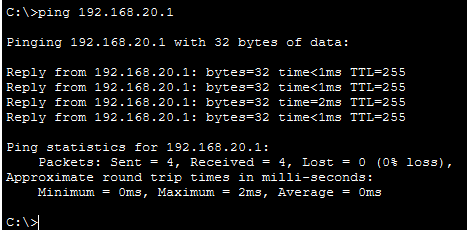 C:\>ping 192.168.20.1
Pinging 192.168.20.1 with 32 bytes of data:
Reply from 192.168.20.1: bytes=32 time<1ms TTL=255
Reply from 192.168.20.1: bytes=32 time<1ms TTL=255
Reply from 192.168.20.1: bytes=32 time=2ms TTL=255
Reply from 192.168.20.1: bytes=32 time<1ms TTL=255
Ping statistics for 192.168.20.1:
    Packets: Sent = 4, Received = 4, Lost = 0 (0% loss),
Approximate round trip times in milli-seconds:
    Minimum = 0ms, Maximum = 2ms, Average = 0ms
C:\>